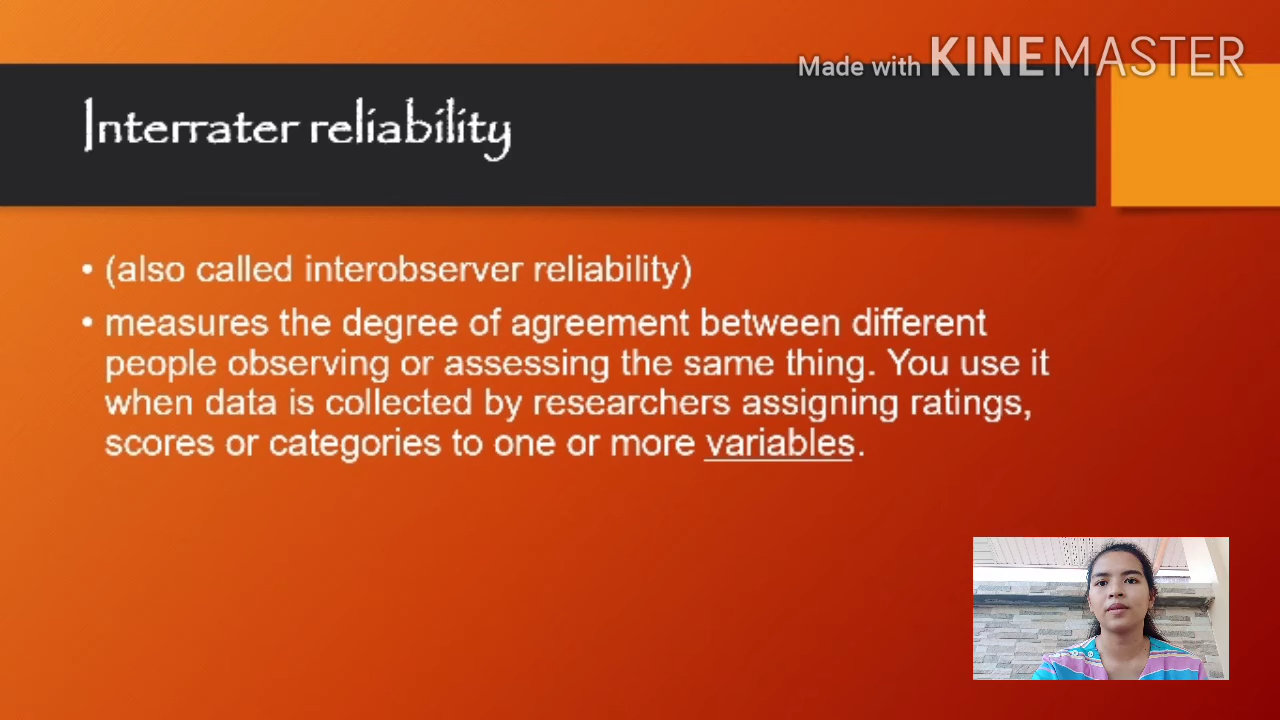 Made with KINEMASTER
Interrater reliability
• (also called interobserver reliability)
• measures the degree of agreement between different
people observing or assessing the same thing. You use it
when data is collected by researchers assigning ratings,
scores or categories to one or more variables.